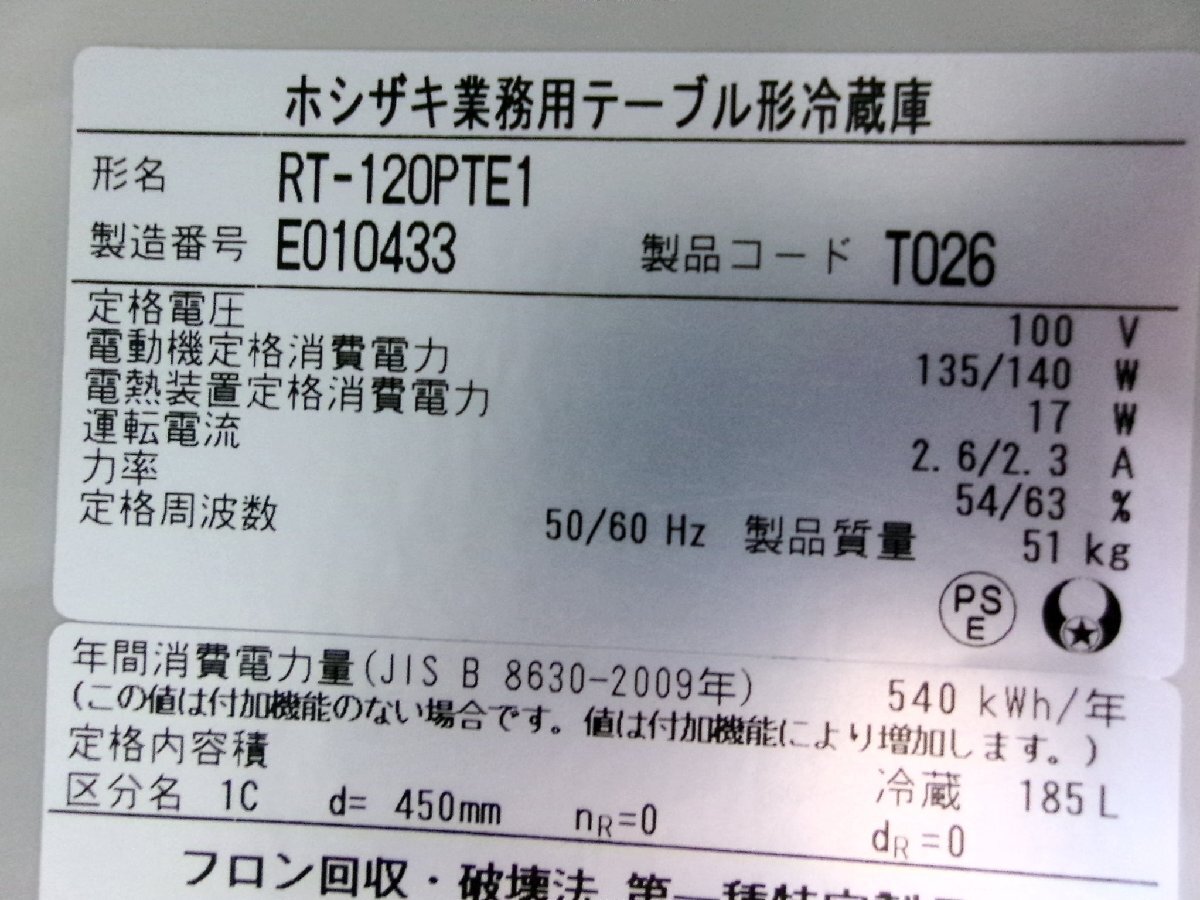 ホシザキ業務用テーブル形冷蔵庫
形名 RT-120PTE1
製造番号 E010433 製品コード T026
定格電圧 100 V
電動機定格消費電力 135/140 W
電熱装置定格消費電力 17 W
運転電流 2.6/2.3 A
力率 54/63 %
定格周波数 50/60 Hz 製品質量 51 kg
PS
E
年間消費電力量(JIS B 8630-2009年) 540 kWh/年
(この値は付加機能のない場合です。値は付加機能により増加します。)
定格内容積 冷蔵 185L
区分名 1C d= 450mm nR=0 dR=0
フロン回収・破壊法 第一種特定製